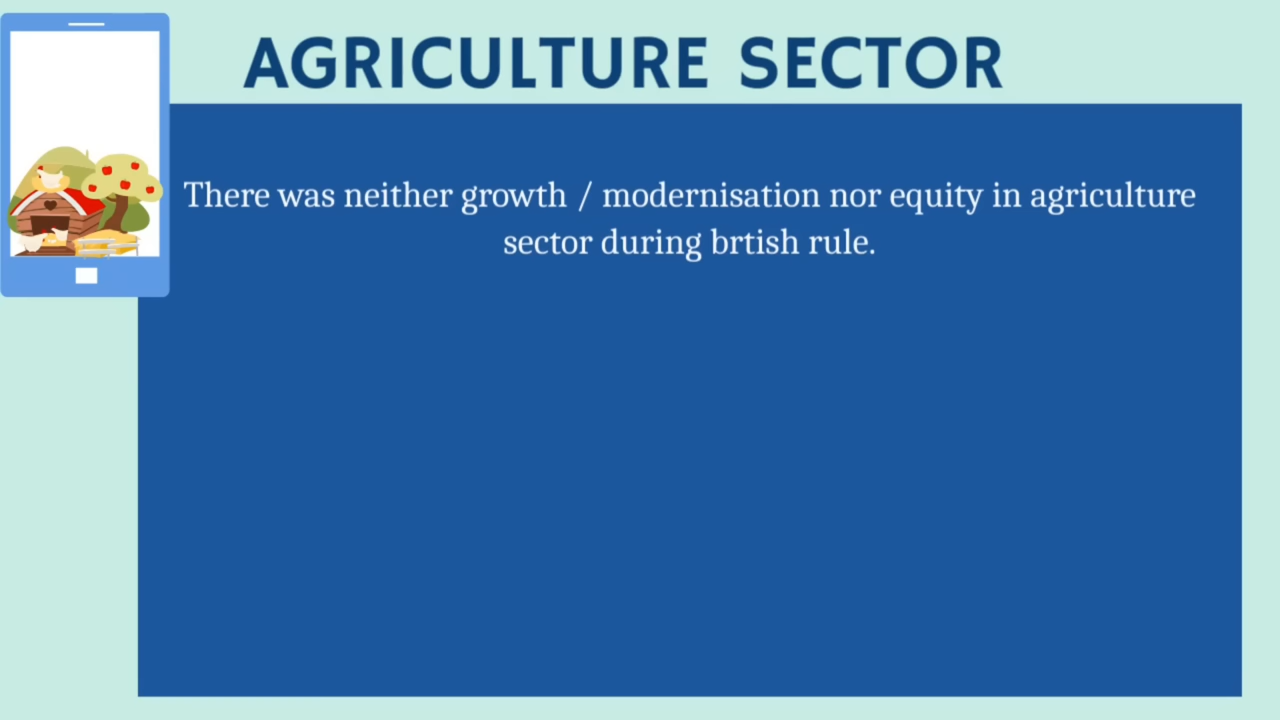 AGRICULTURE SECTOR
There was neither growth / modernisation nor equity in agriculture
sector during brtish rule.